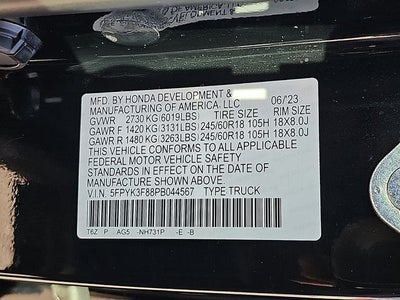 MFD. BY HONDA DEVELOPMENT &
MANUFACTURING OF AMERICA, LLC 06/23
GVWR 2730 KG(6019LBS) TIRE SIZE RIM SIZE
GAWR F 1420 KG(3131LBS) 245/60R18 105H 18X8.0J
GAWR R 1480 KG(3263LBS) 245/60R18 105H 18X8.0J
THIS VEHICLE CONFORMS TO ALL APPLICABLE
FEDERAL MOTOR VEHICLE SAFETY
STANDARDS IN EFFECT ON THE DATE OF
MANUFACTURE SHOWN ABOVE
V.I.N. 5FPYK3F88PB044567 TYPE TRUCK
T6Z P AG5 -NH731P -E -B